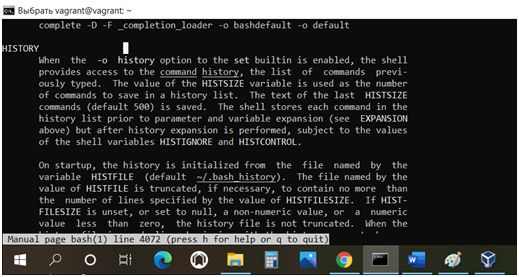 Выбрать vagrant@vagrant: ~
complete -D -F _completion_loader -o bashdefault -o default
HISTORY
When the -o history option to the set builtin is enabled, the shell
provides access to the command history, the list of commands previ-
ously typed. The value of the HISTSIZE variable is used as the number
of commands to save in a history list. The text of the last HISTSIZE
commands (default 500) is saved. The shell stores each command in the
history list prior to parameter and variable expansion (see EXPANSION
above) but after history expansion is performed, subject to the values
of the shell variables HISTIGNORE and HISTCONTROL.
On startup, the history is initialized from the file named by the
variable HISTFILE (default ~/.bash_history). The file named by the
value of HISTFILE is truncated, if necessary, to contain no more than
the number of lines specified by the value of HISTFILESIZE. If HIST-
FILESIZE is unset, or set to null, a non-numeric value, or a numeric
value less than zero, the history file is not truncated. When the
Manual page bash(1) line 4072 (press h for help or q to quit)